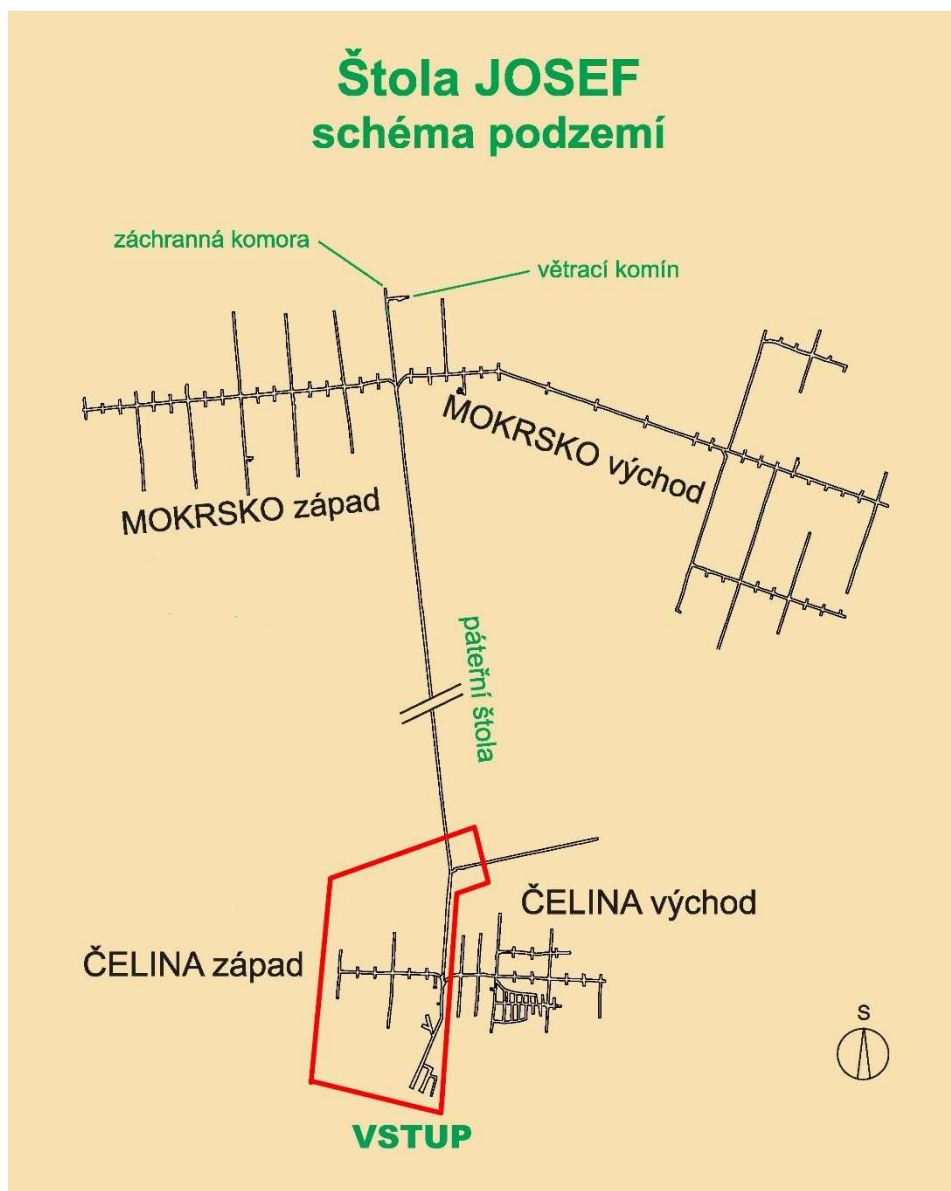 Štola JOSEF
schéma podzemí
záchranná komora
větrací komín
MOKRSKO západ
MOKRSKO východ
páteřní štola
ČELINA východ
ČELINA západ
S
VSTUP